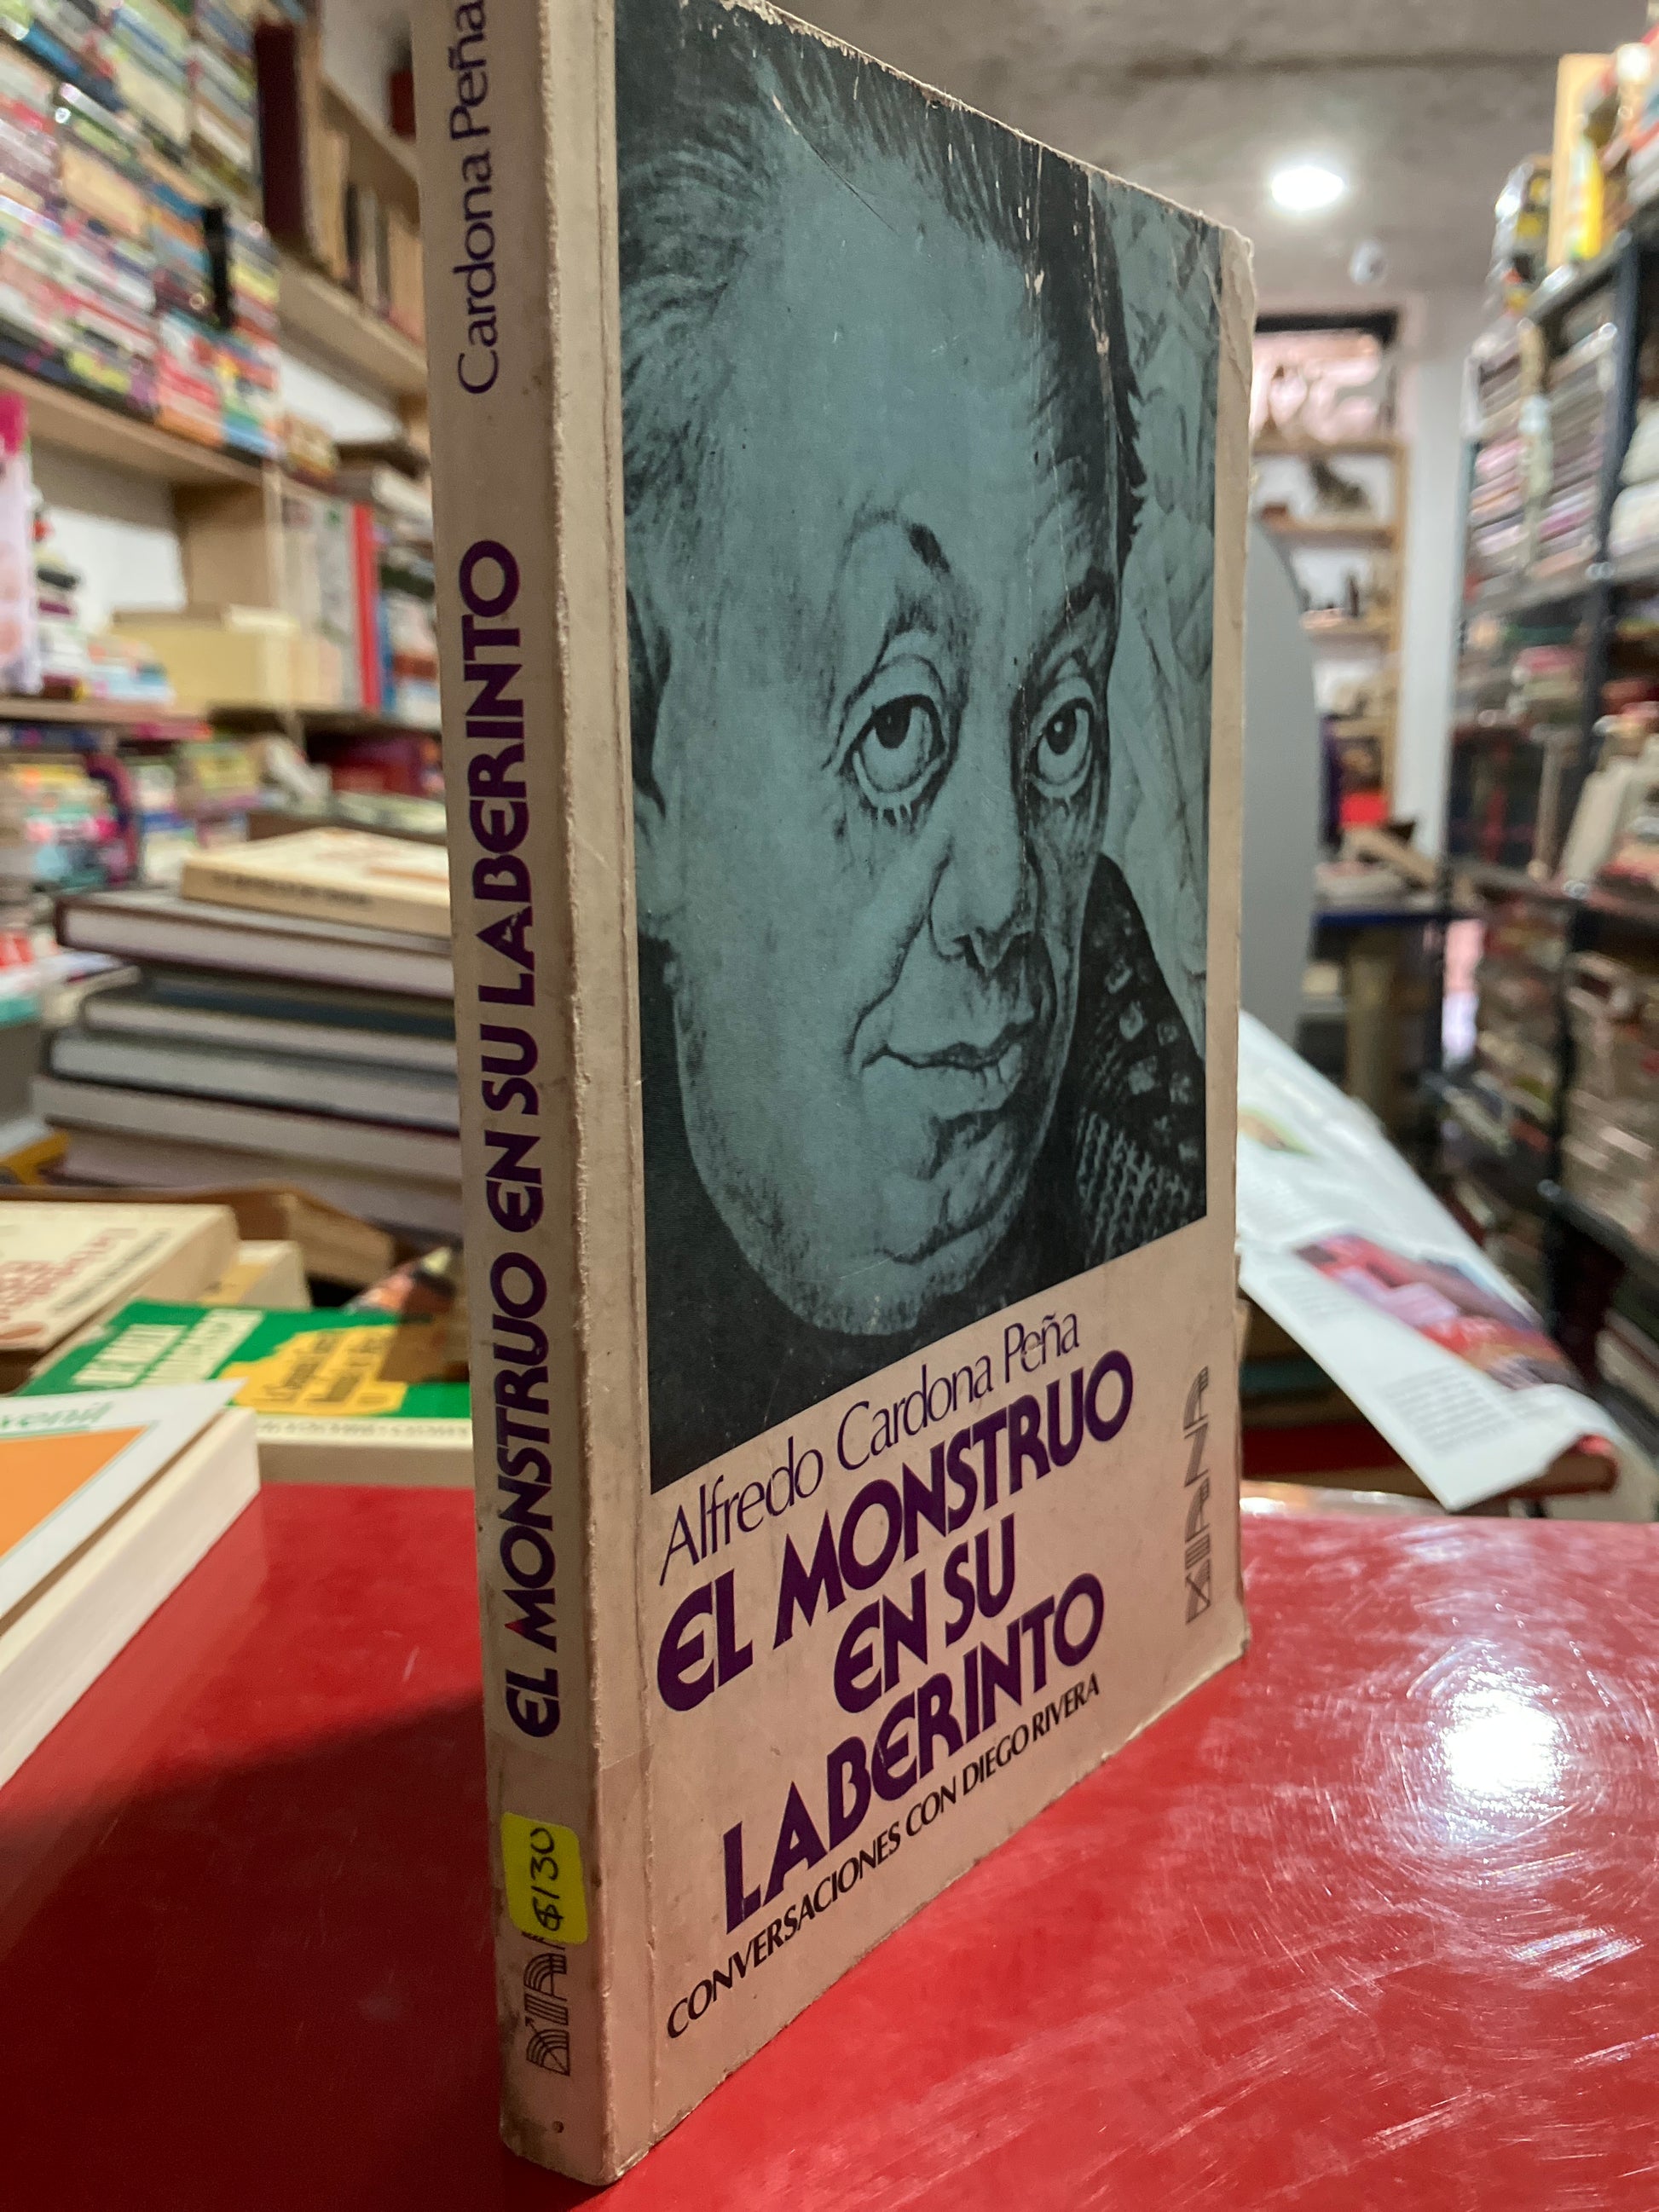 Cardona Peña
EL MONSTRUO EN SU LABERINTO
$130
Alfredo Cardona Peña
EL MONSTRUO
EN SU
LABERINTO
CONVERSACIONES CON DIEGO RIVERA